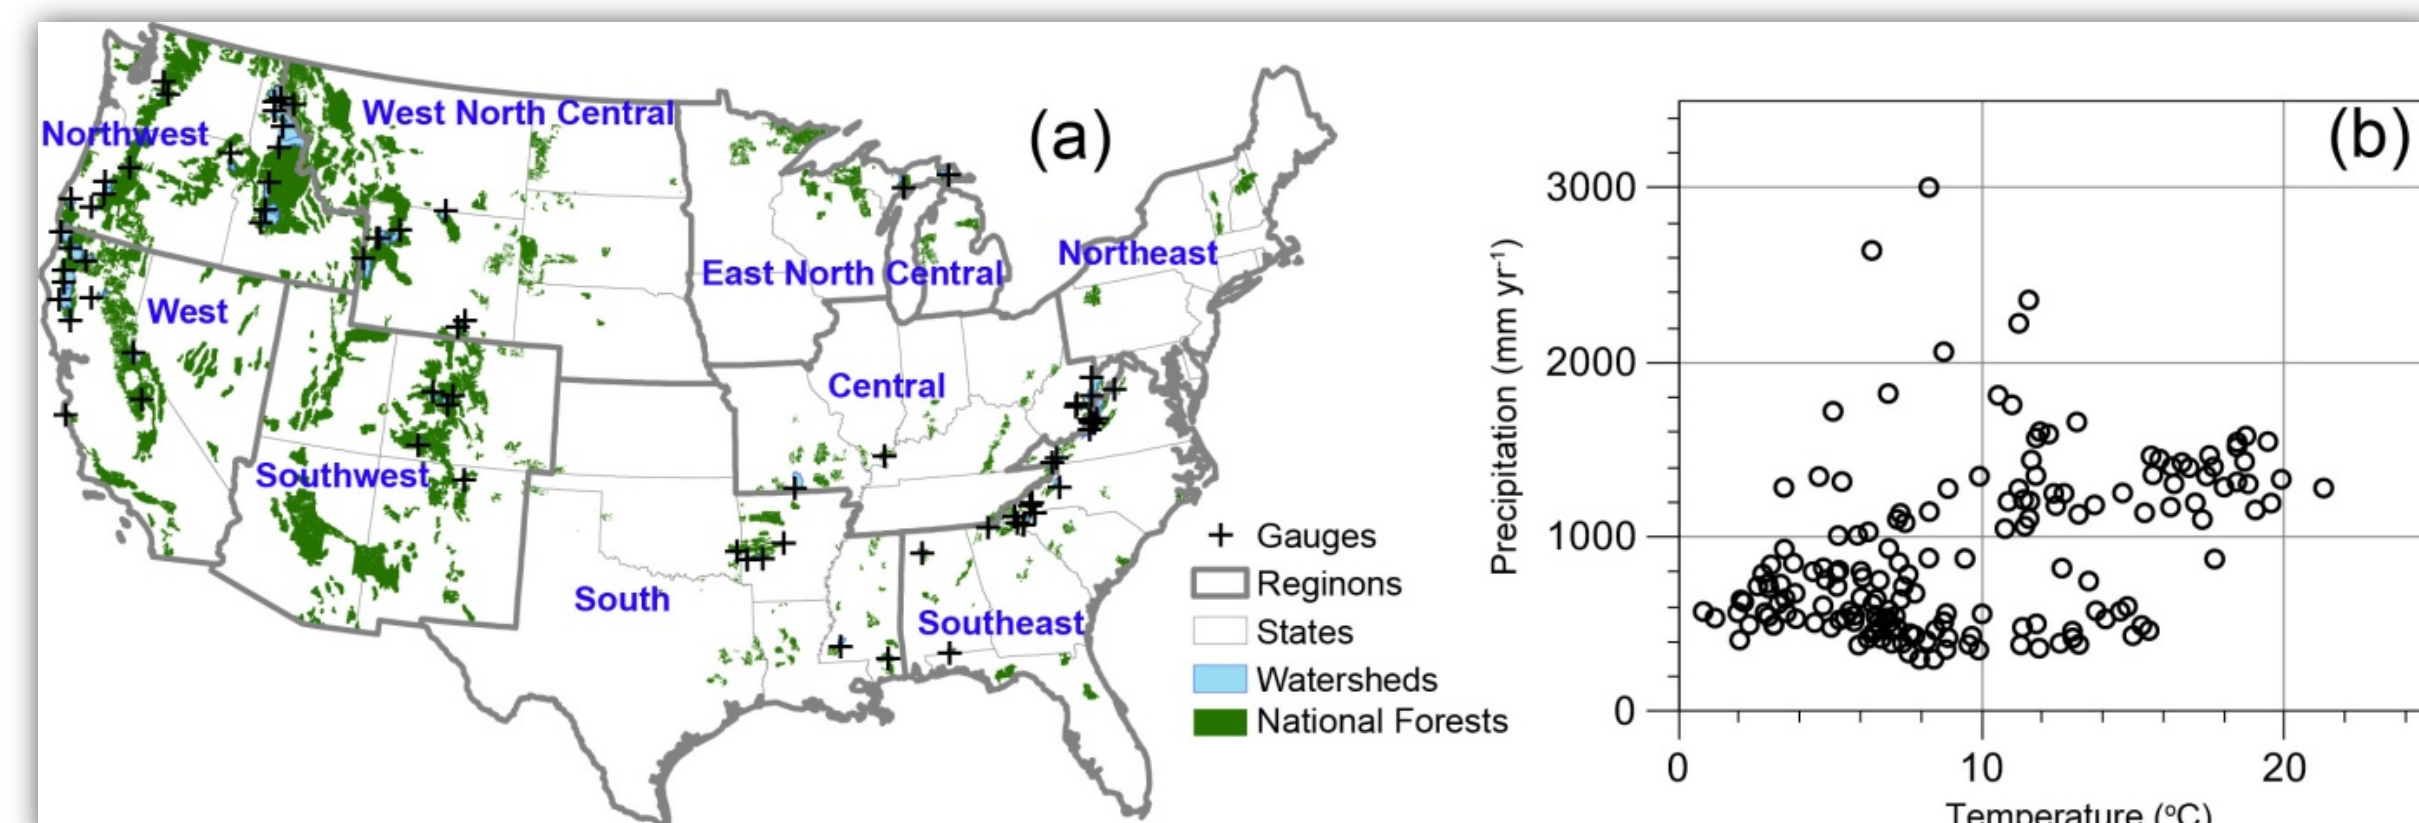 (a)
Northwest
West North Central
West
East North Central
Northeast
Central
Southwest
South
Southeast
Gauges
Reginons
States
Watersheds
National Forests
(b)
Precipitation (mm yr⁻¹)
3000
2000
1000
0
0 10 20
Temperature (ºC)